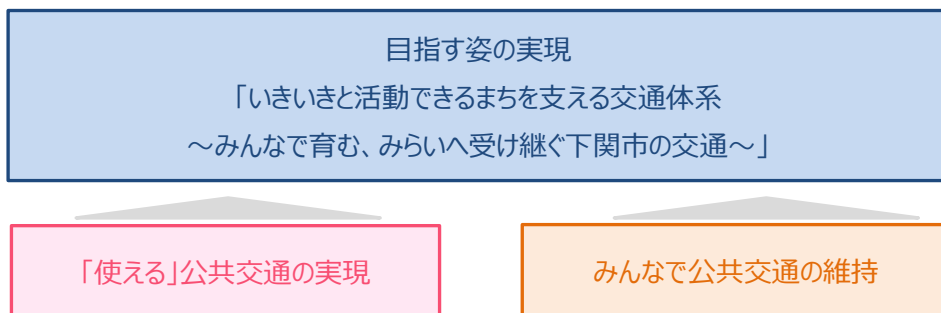 目指す姿の実現
「いきいきと活動できるまちを支える交通体系
～みんなで育む、みらいへ受け継ぐ下関市の交通～」
「使える」公共交通の実現
みんなで公共交通の維持